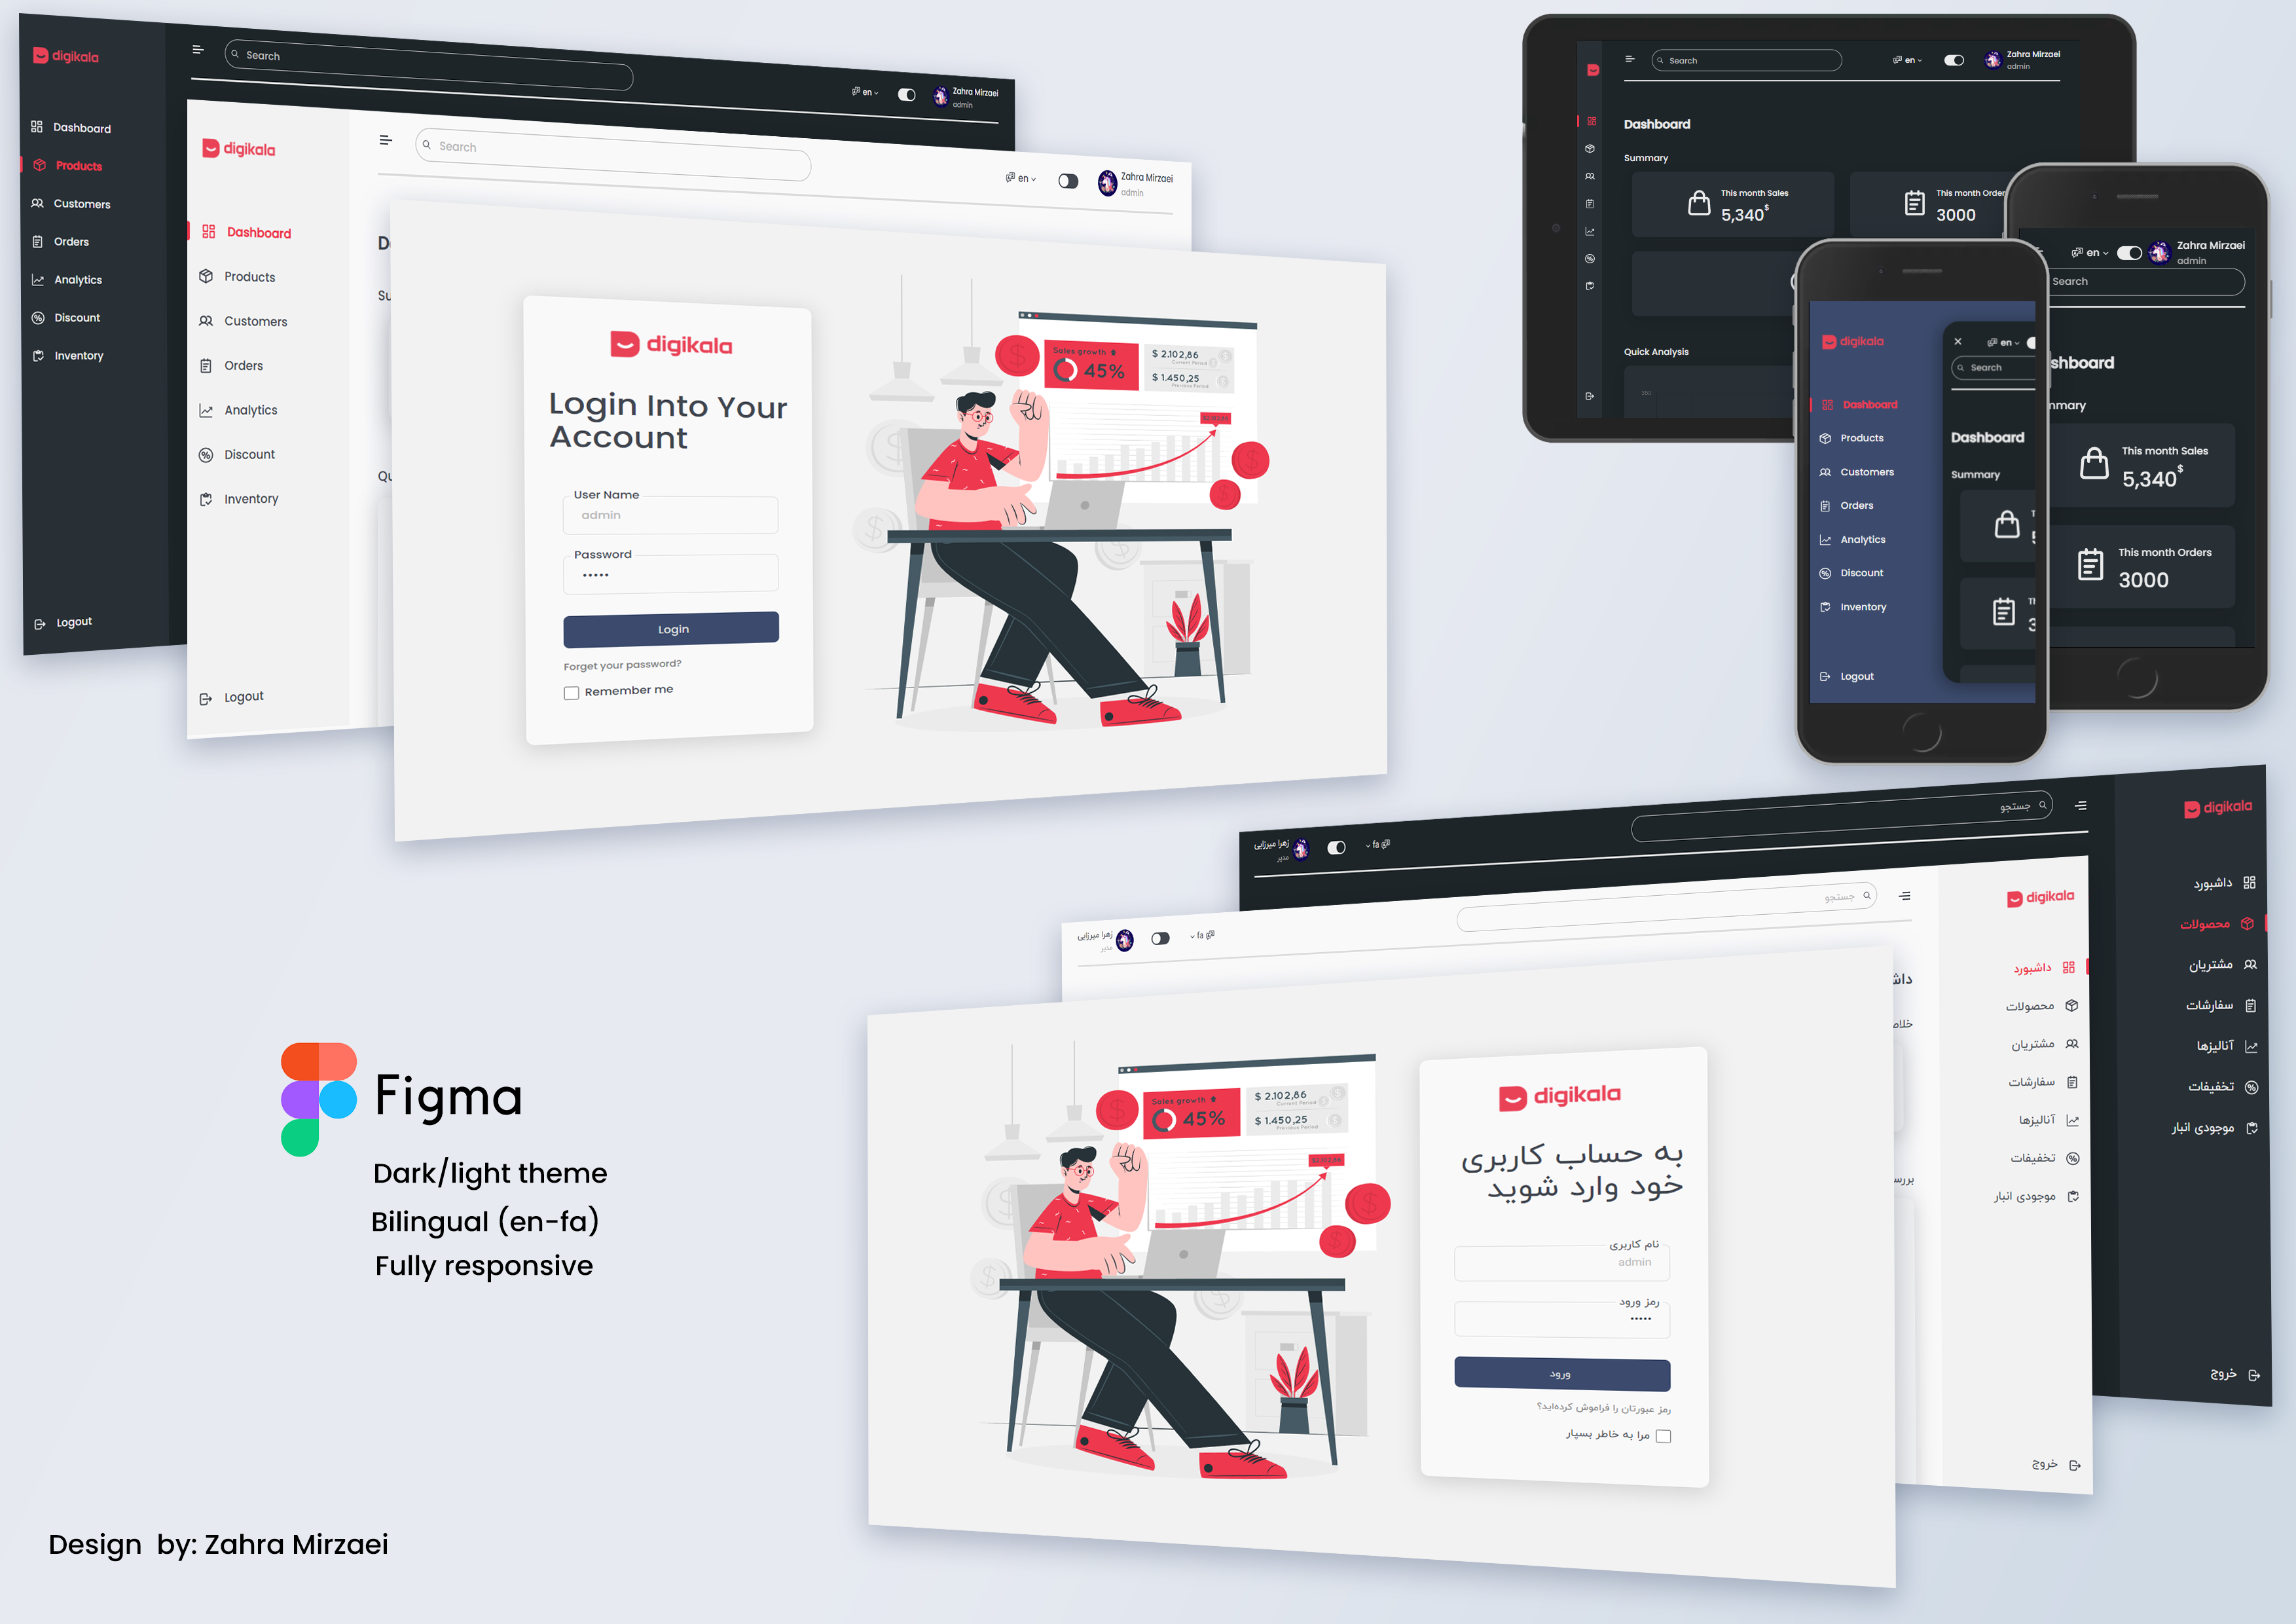 digikala
Search
en
Zahra Mirzaei
admin
Dashboard
Products
Customers
Orders
Analytics
Discount
Inventory
Logout
digikala
Search
en
Zahra Mirzaei
admin
Dashboard
Products
Customers
Orders
Analytics
Discount
Inventory
Logout
digikala
Login Into Your
Account
User Name
admin
Password
•••••
Login
Forget your password?
Remember me
Sales growth
45%
$ 2.102,86
Current Period
$ 1.450,25
Previous Period
Search
en
Zahra Mirzaei
admin
Dashboard
Summary
This month Sales
5,340$
This month Order
3000
Quick Analysis
en
Zahra Mirzaei
admin
Search
shboard
mmary
This month Sales
5,340$
This month Orders
3000
digikala
Dashboard
Products
Customers
Orders
Analytics
Discount
Inventory
Logout
en
Search
Dashboard
Summary
digikala
جستجو
fa
زهرا میرزایی
مدیر
داشبورد
محصولات
مشتریان
سفارشات
آنالیزها
تخفیفات
موجودی انبار
خروج
digikala
جستجو
fa
زهرا میرزایی
مدیر
داشبورد
محصولات
مشتریان
سفارشات
آنالیزها
تخفیفات
موجودی انبار
خروج
digikala
به حساب کاربری
خود وارد شوید
نام کاربری
admin
رمز ورود
•••••
ورود
رمز عبورتان را فراموش کرده‌اید؟
مرا به خاطر بسپار
Sales growth
45%
$ 2.102,86
Current Period
$ 1.450,25
Previous Period
Figma
Dark/light theme
Bilingual (en-fa)
Fully responsive
Design by: Zahra Mirzaei